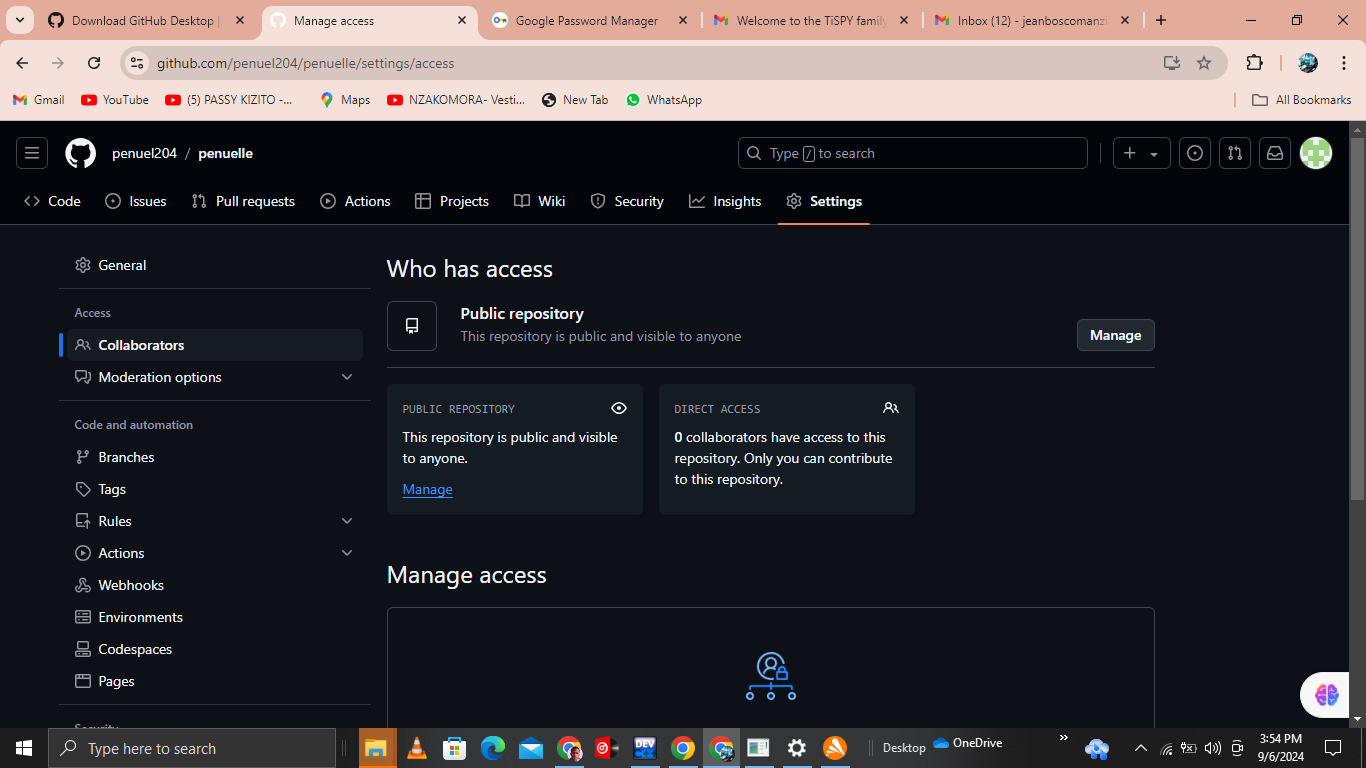 Download GitHub Desktop |
Manage access
Google Password Manager
Welcome to the TiSPY family
Inbox (12) - jeanboscomanzi
github.com/penuel204/penuelle/settings/access
Gmail
YouTube
(5) PASSY KIZITO -...
Maps
NZAKOMORA- Vesti...
New Tab
WhatsApp
All Bookmarks
penuel204 / penuelle
Type / to search
Code
Issues
Pull requests
Actions
Projects
Wiki
Security
Insights
Settings
General
Access
Collaborators
Moderation options
Code and automation
Branches
Tags
Rules
Actions
Webhooks
Environments
Codespaces
Pages
Who has access
Public repository
This repository is public and visible to anyone
Manage
PUBLIC REPOSITORY
This repository is public and visible
to anyone.
Manage
DIRECT ACCESS
0 collaborators have access to this
repository. Only you can contribute
to this repository.
Manage access
Type here to search
DEV
Desktop
OneDrive
3:54 PM
9/6/2024